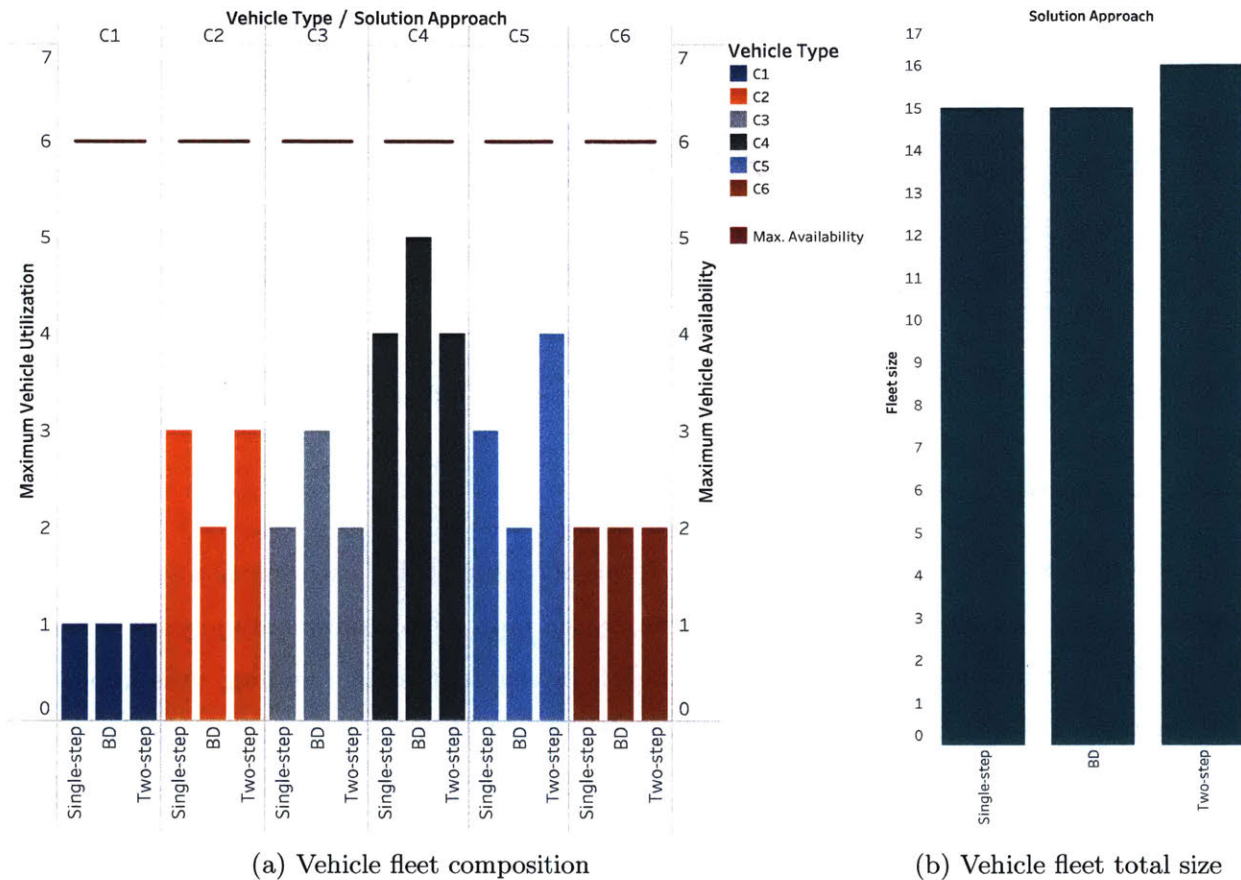 Vehicle Type / Solution Approach
C1 C2 C3 C4 C5 C6
7
6
5
4
3
2
1
0
Maximum Vehicle Utilization
7
6
5
4
3
2
1
0
Maximum Vehicle Availability
Single-step
BD
Two-step
Single-step
BD
Two-step
Single-step
BD
Two-step
Single-step
BD
Two-step
Single-step
BD
Two-step
Single-step
BD
Two-step
Vehicle Type
C1
C2
C3
C4
C5
C6
Max. Availability
(a) Vehicle fleet composition
Solution Approach
17
16
15
14
13
12
11
10
9
8
7
6
5
4
3
2
1
0
Fleet size
Single-step
BD
Two-step
(b) Vehicle fleet total size